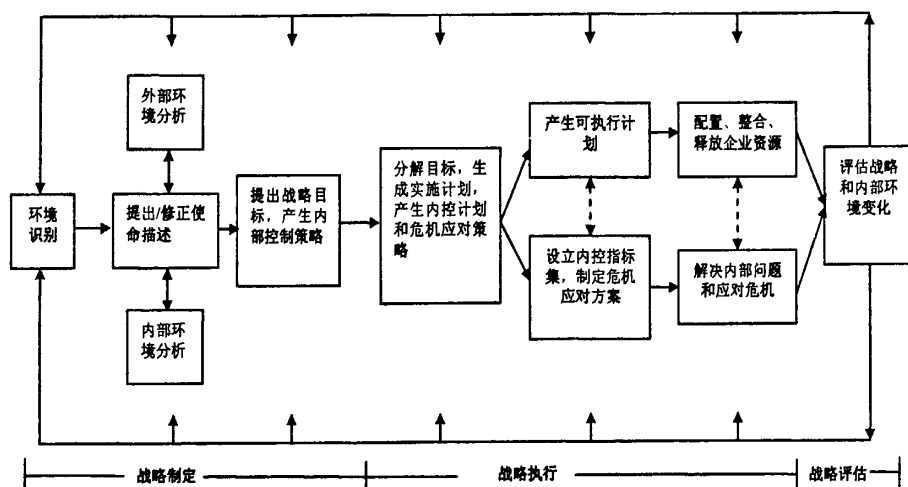 外部环
境分析
环境
识别
提出/修正使
命描述
内部环
境分析
提出战略目
标，产生内
部控制策略
分解目标，生
成实施计划，
产生内控计划
和危机应对策
略
产生可执行计
划
设立内控指标
集，制定危机
应对方案
配置、整合、
释放企业资源
解决内部问题
和应对危机
评估战略
和内部环
境变化
战略制定
战略执行
战略评估